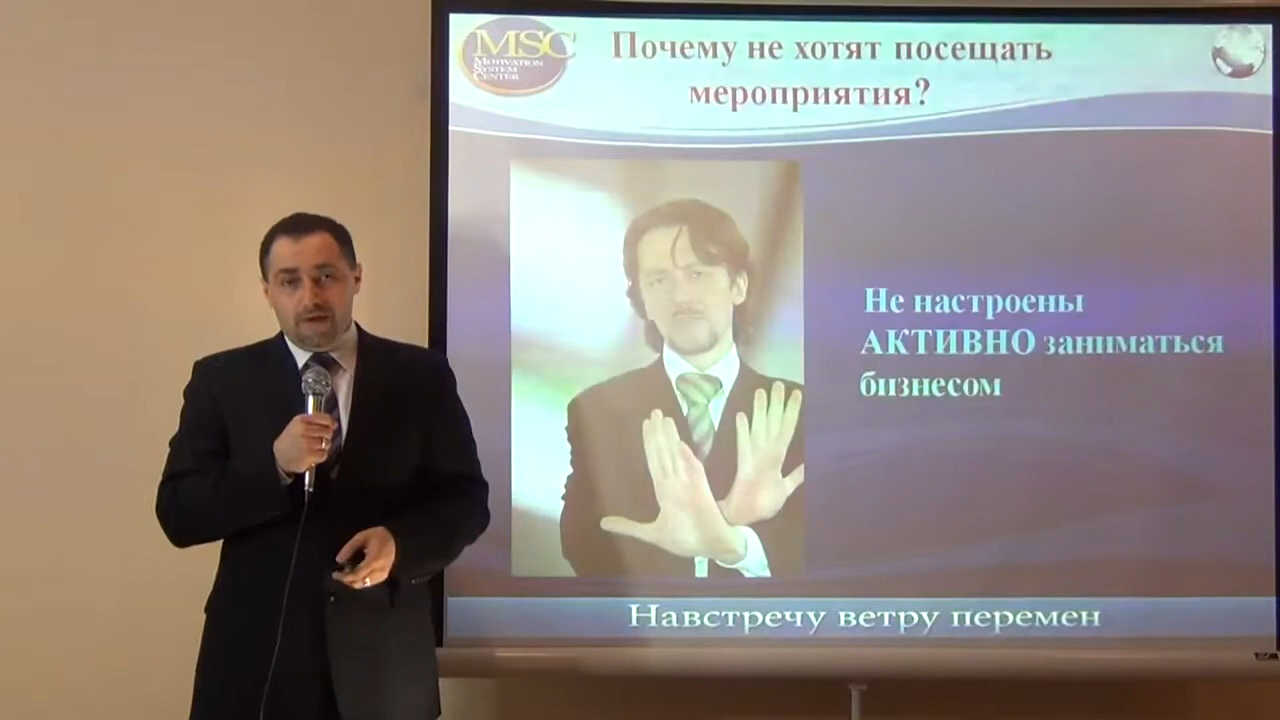 MSC
MOTIVATION
SYSTEM
CENTER
Почему не хотят посещать
мероприятия?
Не настроены
АКТИВНО заниматься
бизнесом
Навстречу ветру перемен